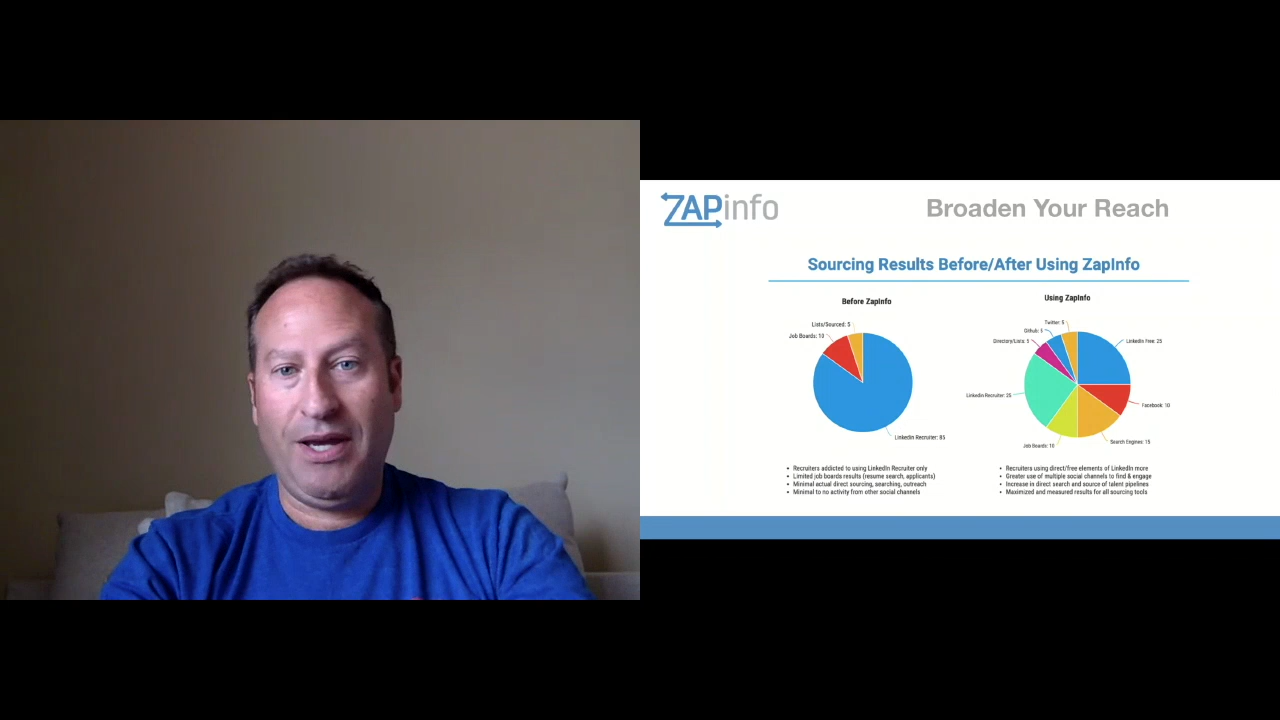 ZAPinfo
Broaden Your Reach
Sourcing Results Before/After Using ZapInfo
Before ZapInfo
Lists/Sourced: 5
Job Boards: 10
LinkedIn Recruiter: 85
• Recruiters addicted to using LinkedIn Recruiter only
• Limited job boards results (resume search, applicants)
• Minimal actual direct sourcing, searching, outreach
• Minimal to no activity from other social channels
Using ZapInfo
Twitter: 5
Github: 5
Directory/Lists: 5
LinkedIn Free: 25
LinkedIn Recruiter: 25
Facebook: 10
Job Boards: 10
Search Engines: 15
• Recruiters using direct/free elements of LinkedIn more
• Greater use of multiple social channels to find & engage
• Increase in direct search and source of talent pipelines
• Maximized and measured results for all sourcing tools